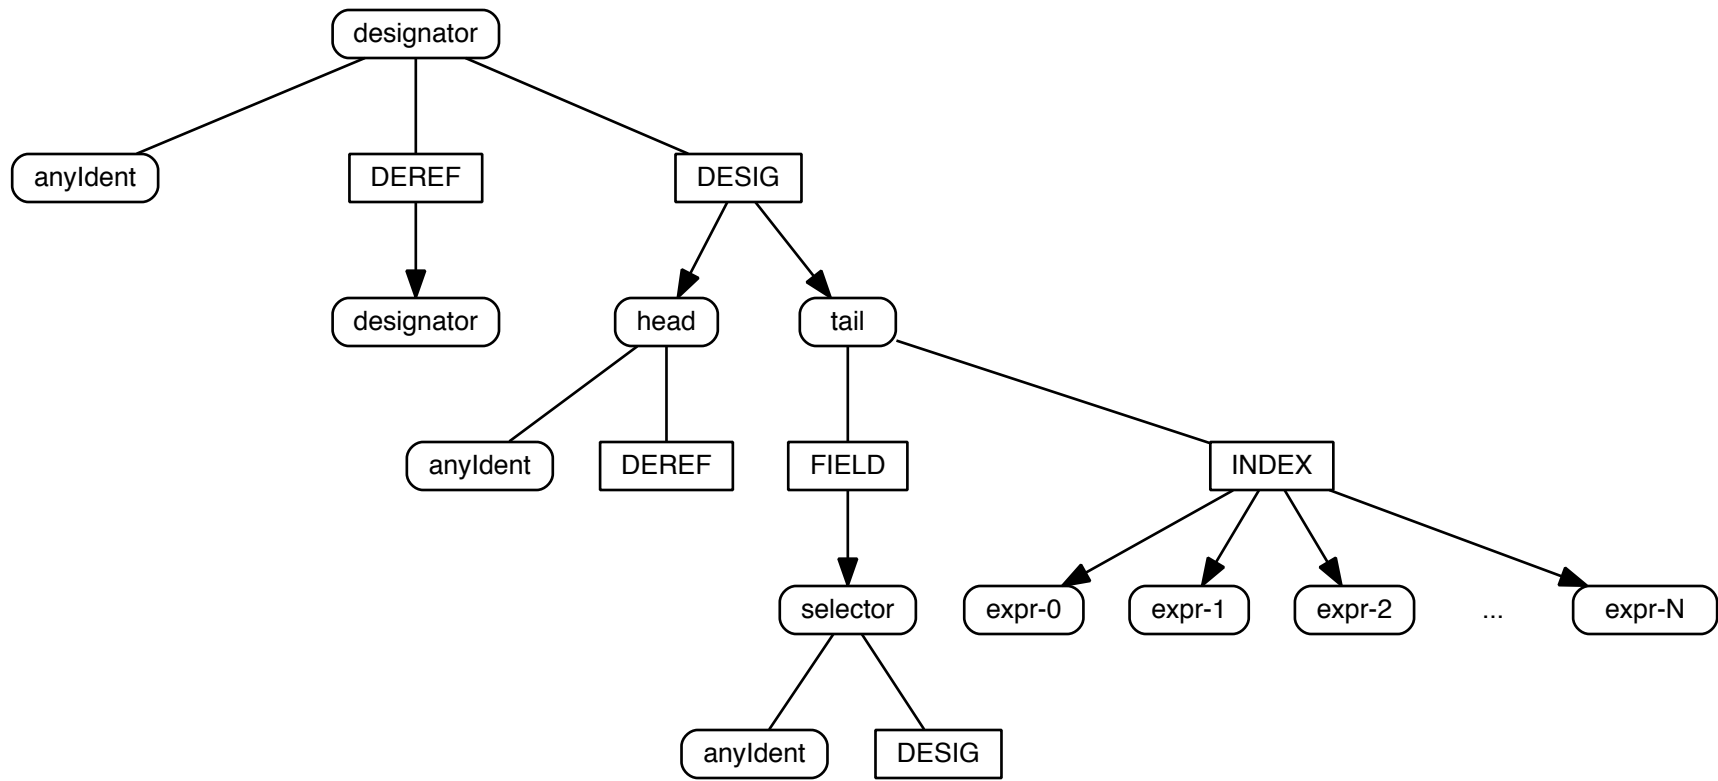 designator
anyIdent
DEREF
DESIG
designator
head
tail
anyIdent
DEREF
FIELD
INDEX
selector
expr-0
expr-1
expr-2
...
expr-N
anyIdent
DESIG